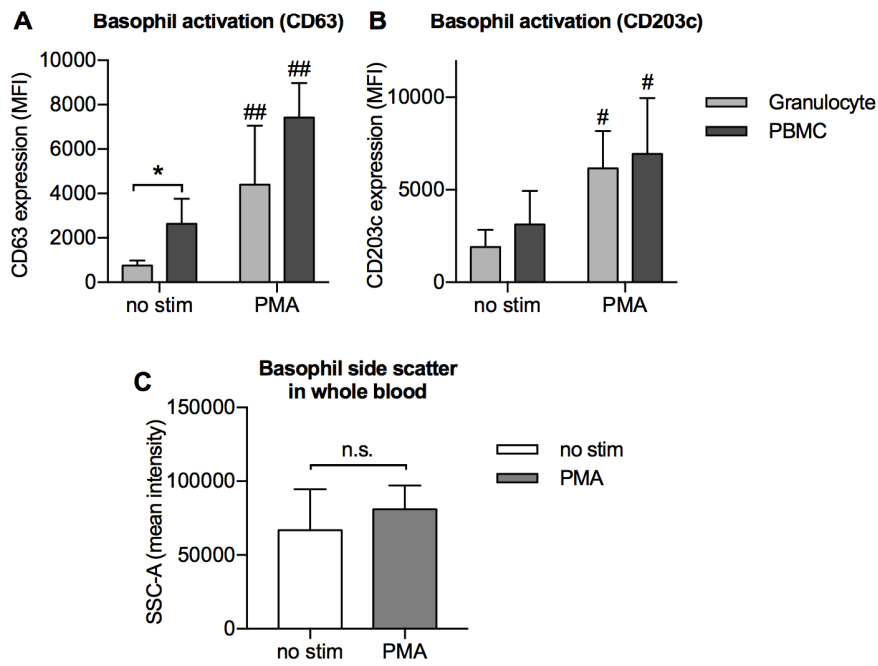 A Basophil activation (CD63)
CD63 expression (MFI)
10000
8000
6000
4000
2000
0
*
##
##
no stim PMA
B Basophil activation (CD203c)
CD203c expression (MFI)
10000
5000
0
#
#
no stim PMA
Granulocyte
PBMC
C Basophil side scatter
in whole blood
SSC-A (mean intensity)
150000
100000
50000
0
n.s.
no stim PMA
no stim
PMA